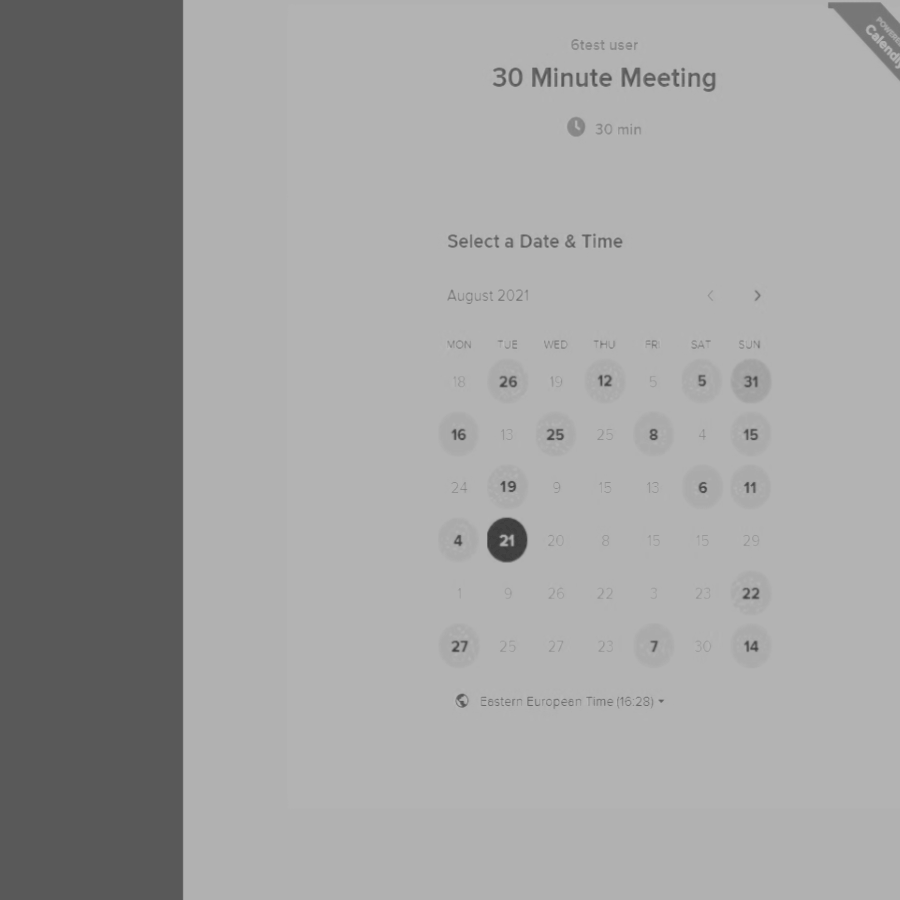 POWERED
Calendly
6test user
30 Minute Meeting
30 min
Select a Date & Time
August 2021
MON TUE WED THU FRI SAT SUN
18 26 19 12 5 5 31
16 13 25 25 8 4 15
24 19 9 15 13 6 11
4 21 20 8 15 15 29
1 9 26 22 3 23 22
27 25 27 23 7 30 14
Eastern European Time (16:28)